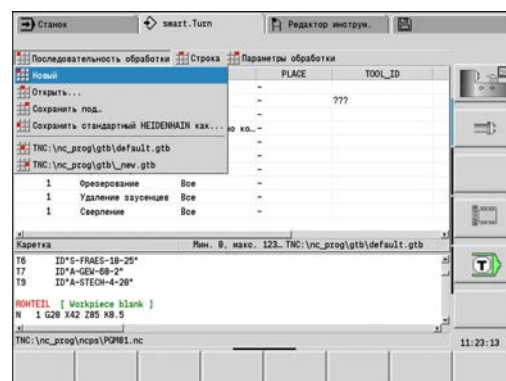 Станок smart.Turn Редактор инструм.
Последовательность обработки Строка Параметры обработки
Новый
Открыть...
Сохранить под…
Сохранить стандартный HEIDENHAIN как...
TNC:\nc_prog\gtb\default.gtb
TNC:\nc_prog\gtb\_new.gtb
PLACE TOOL_ID
–
– ???
–
но ко… –
–
–
–
1 Фрезерование Все –
1 Удаление заусенцев Все –
1 Сверление Все –
Каретка Мин. 0, макс. 123… TNC:\nc_prog\gtb\default.gtb
T6 ID"S-FRAES-18-25"
T7 ID"A-GEW-60-2"
T9 ID"A-STECH-4-20"
ROHTEIL [ Workpiece blank ]
N 1 G20 X42 Z85 K0.5
TNC:\nc_prog\ncps\PGM01.nc
T
11:23:13